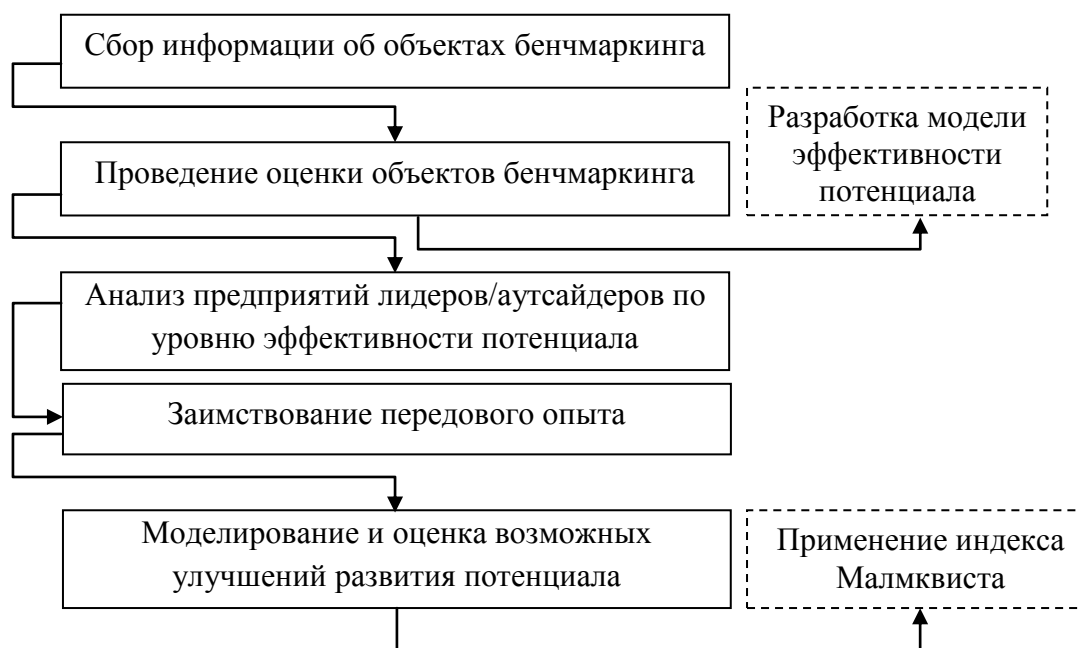 Сбор информации об объектах бенчмаркинга
Разработка модели
эффективности
потенциала
Проведение оценки объектов бенчмаркинга
Анализ предприятий лидеров/аутсайдеров по
уровню эффективности потенциала
Заимствование передового опыта
Моделирование и оценка возможных
улучшений развития потенциала
Применение индекса
Малмквиста